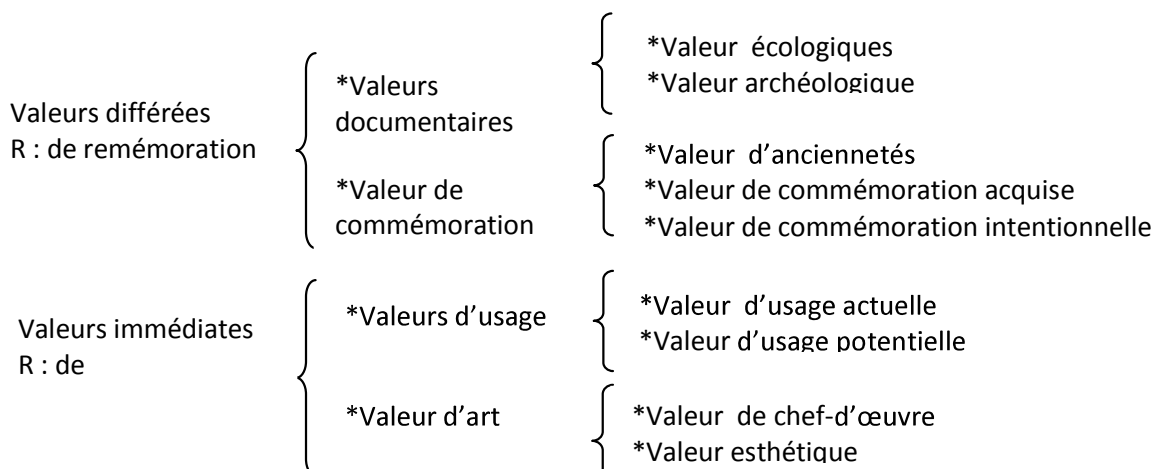 Valeurs différées
R : de remémoration
*Valeurs
documentaires
*Valeur écologiques
*Valeur archéologique
*Valeur de
commémoration
*Valeur d'anciennetés
*Valeur de commémoration acquise
*Valeur de commémoration intentionnelle
Valeurs immédiates
R : de
*Valeurs d'usage
*Valeur d'usage actuelle
*Valeur d'usage potentielle
*Valeur d'art
*Valeur de chef-d'œuvre
*Valeur esthétique